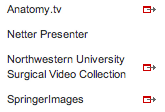 Anatomy.tv
Netter Presenter
Northwestern University
Surgical Video Collection
SpringerImages